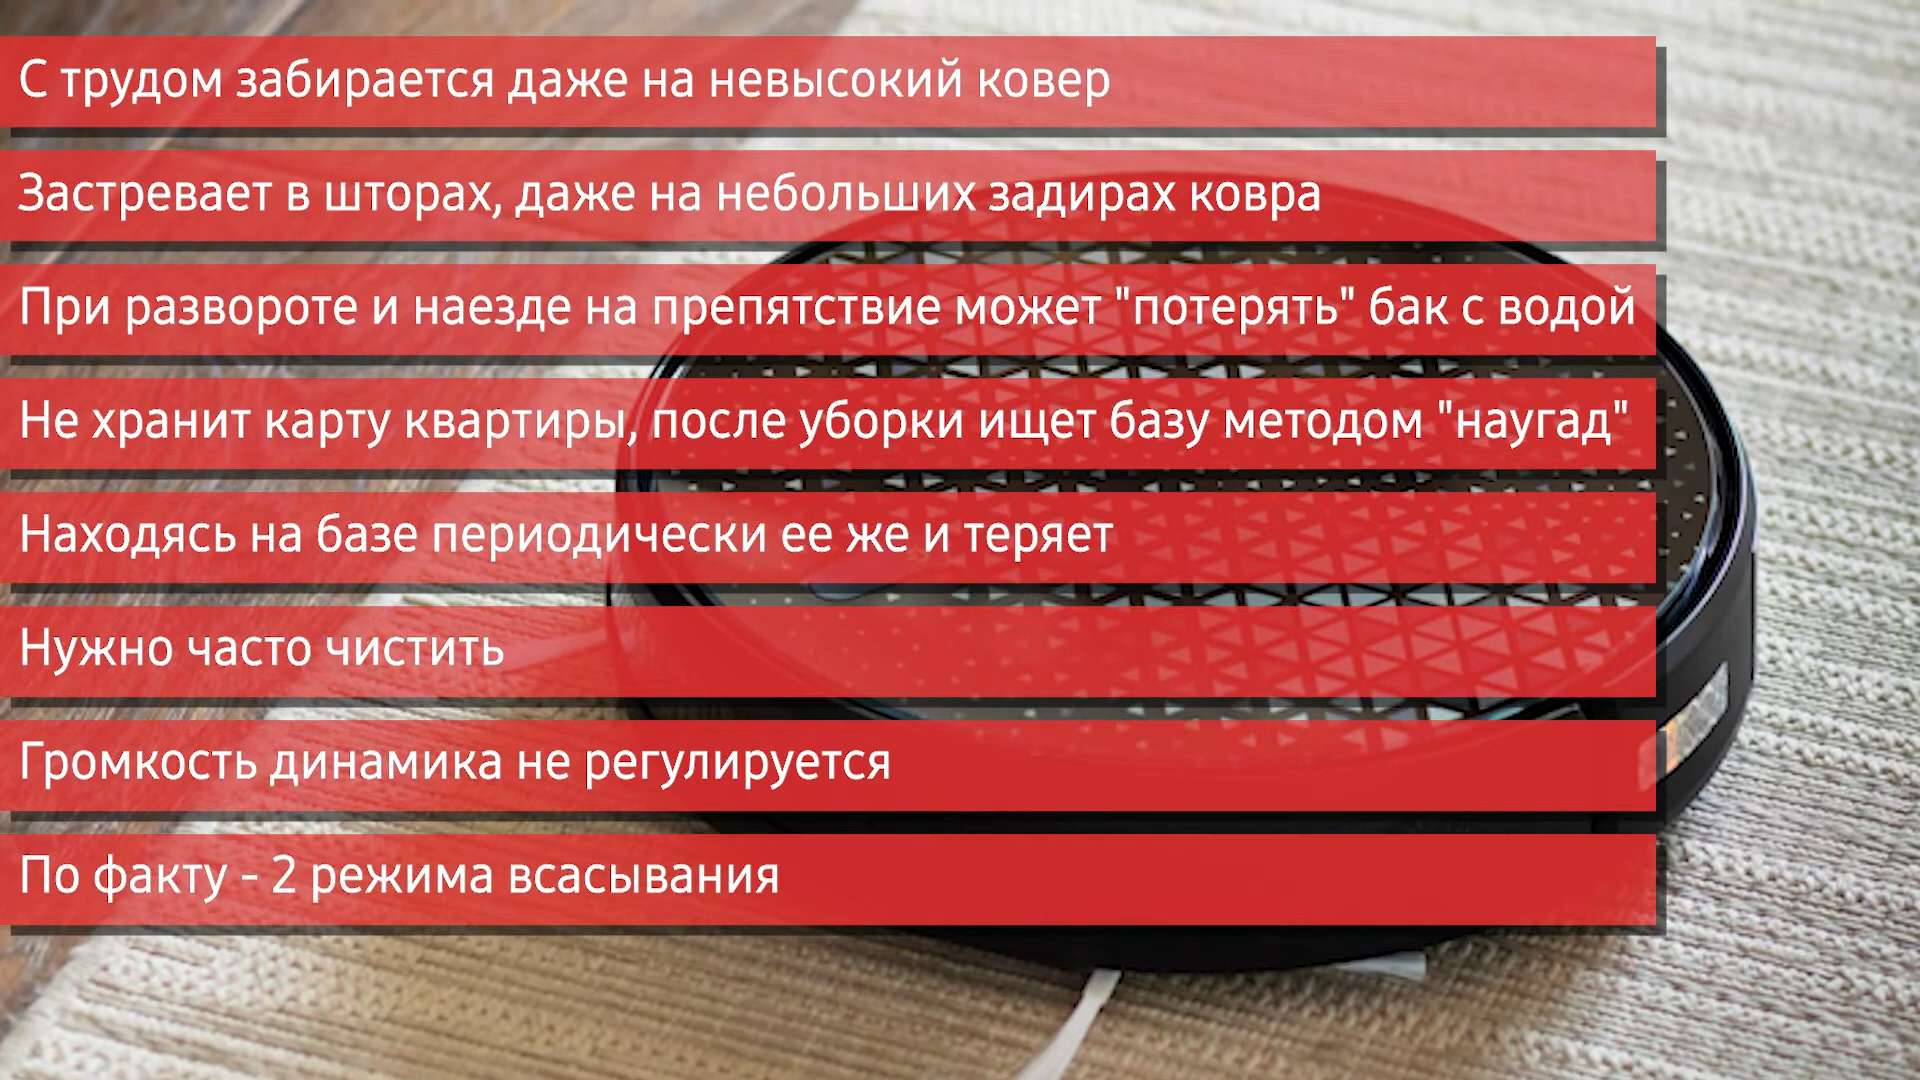 С трудом забирается даже на невысокий ковер
Застревает в шторах, даже на небольших задирах ковра
При развороте и наезде на препятствие может "потерять" бак с водой
Не хранит карту квартиры, после уборки ищет базу методом "наугад"
Находясь на базе периодически ее же и теряет
Нужно часто чистить
Громкость динамика не регулируется
По факту - 2 режима всасывания